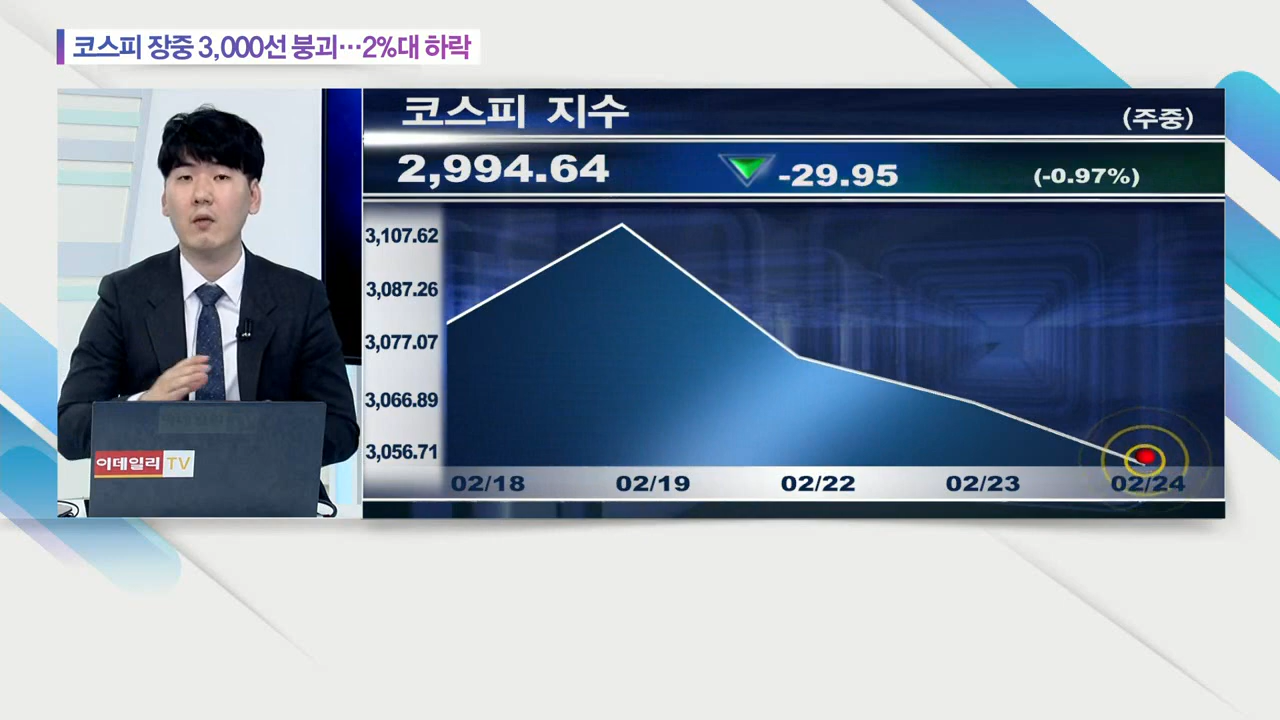 코스피 장중 3,000선 붕괴…2%대 하락
코스피 지수 (주중)
2,994.64 -29.95 (-0.97%)
3,107.62
3,087.26
3,077.07
3,066.89
3,056.71
02/18 02/19 02/22 02/23 02/24
이데일리TV